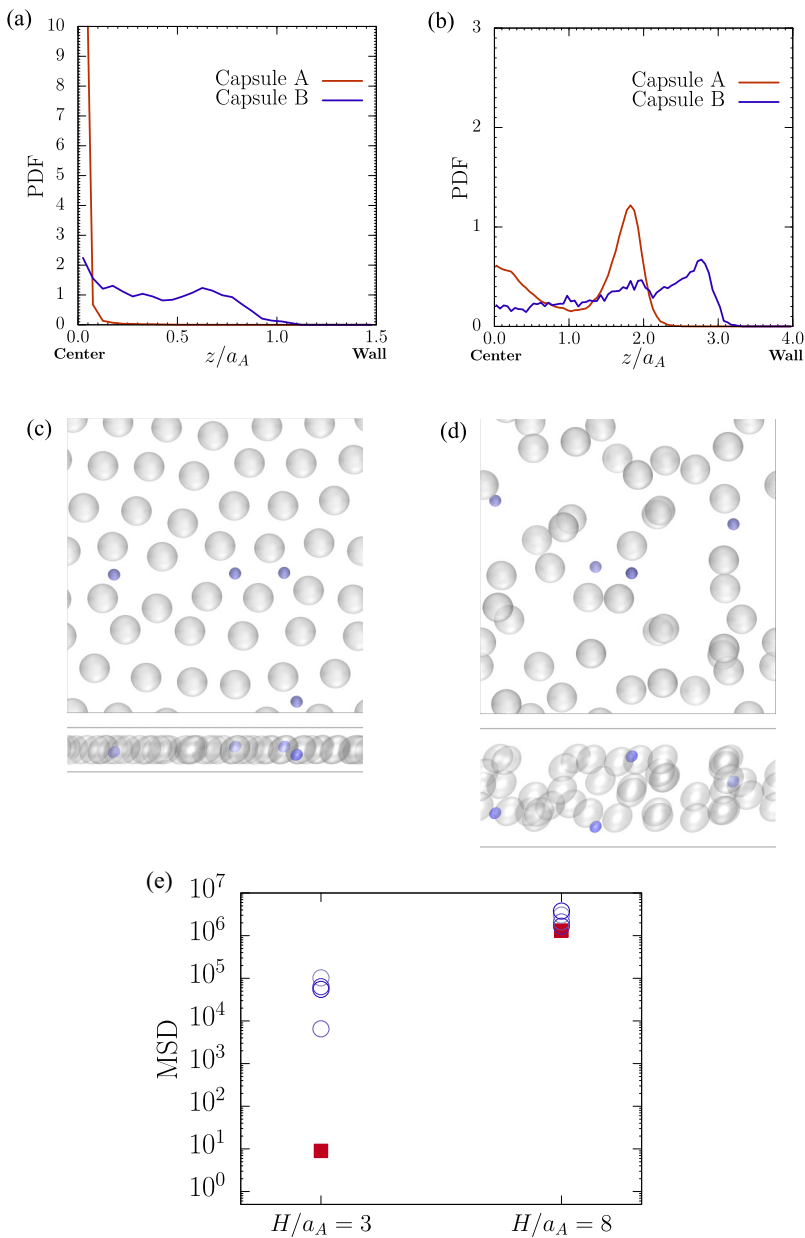 (a)
10
9
8
7
6
5
4
3
2
1
0
PDF
Capsule A
Capsule B
0.0 0.5 1.0 1.5
Center z/a_A Wall
(b)
3
2
1
0
PDF
Capsule A
Capsule B
0.0 1.0 2.0 3.0 4.0
Center z/a_A Wall
(c)
(d)
(e)
10^7
10^6
10^5
10^4
10^3
10^2
10^1
10^0
MSD
H/a_A = 3 H/a_A = 8